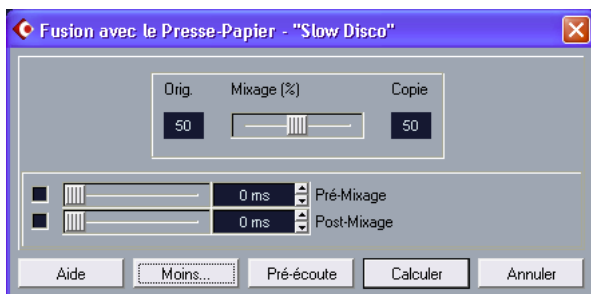 Fusion avec le Presse-Papier - "Slow Disco"
Orig. Mixage (%) Copie
50 50
0 ms Pré-Mixage
0 ms Post-Mixage
Aide Moins... Pré-écoute Calculer Annuler